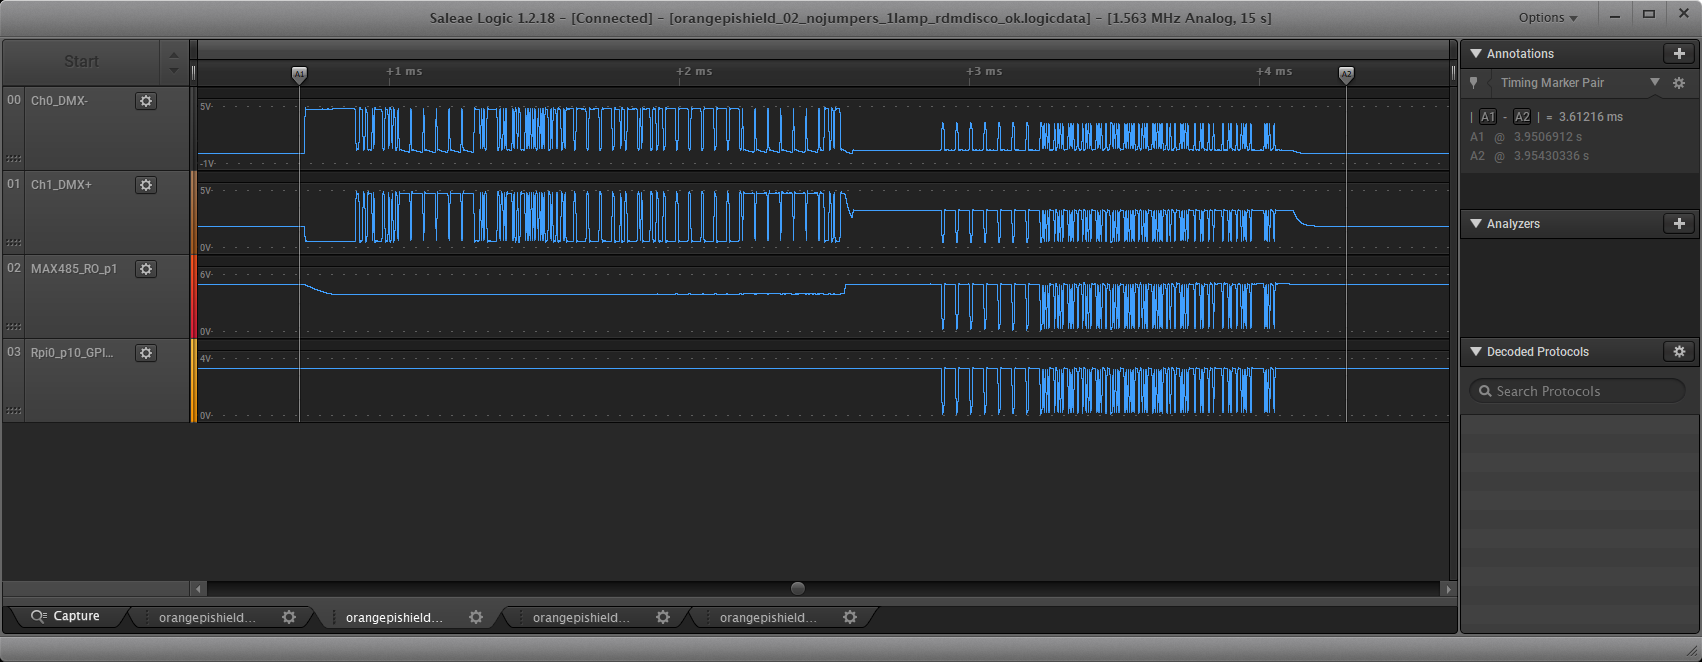 Saleae Logic 1.2.18 - [Connected] - [orangepishield_02_nojumpers_1lamp_rdmdisco_ok.logicdata] - [1.563 MHz Analog, 15 s]
Options
Start
+1 ms
+2 ms
+3 ms
+4 ms
A1
A2
00 Ch0_DMX-
5V
-1V
01 Ch1_DMX+
5V
0V
02 MAX485_RO_p1
6V
0V
03 Rpi0_p10_GPI...
4V
0V
Annotations
Timing Marker Pair
| A1 - A2 | = 3.61216 ms
A1 @ 3.9506912 s
A2 @ 3.95430336 s
Analyzers
Decoded Protocols
Search Protocols
Capture
orangepishield...
orangepishield...
orangepishield...
orangepishield...